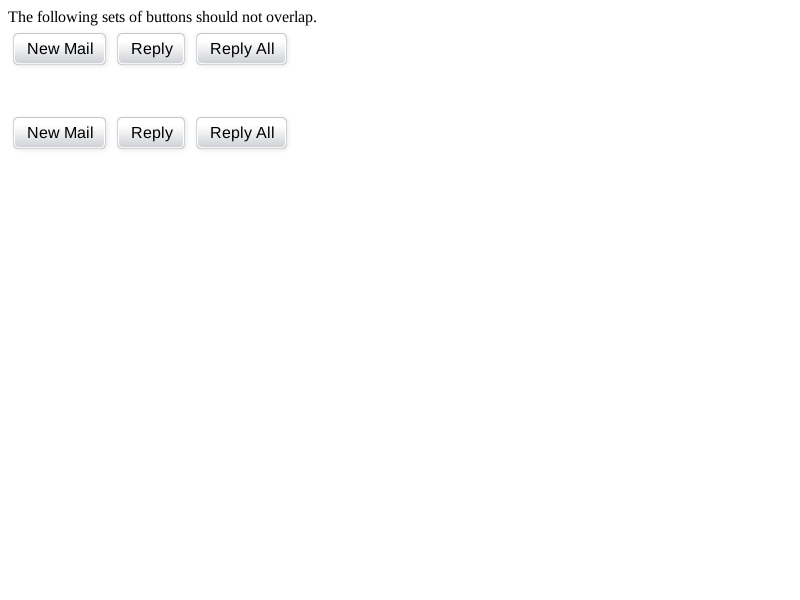 The following sets of buttons should not overlap.
New Mail Reply Reply All
New Mail Reply Reply All